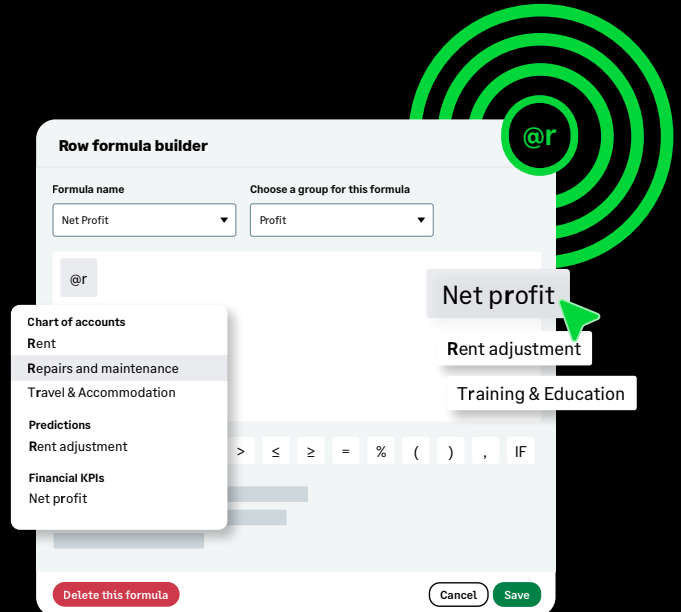 @r
Row formula builder
Formula name
Choose a group for this formula
Net Profit
Profit
@r
Net profit
Rent adjustment
Training & Education
Chart of accounts
Rent
Repairs and maintenance
Travel & Accommodation
Predictions
Rent adjustment
Financial KPIs
Net profit
> ≤ ≥ = % ( ) , IF
Delete this formula
Cancel
Save